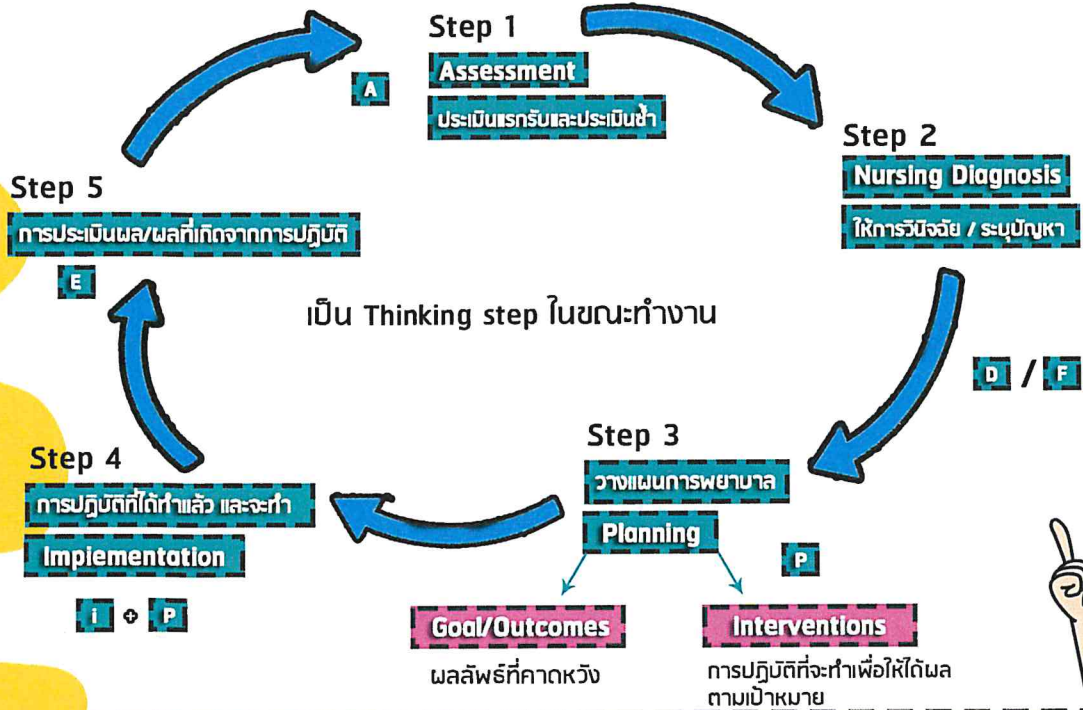 Step 1
A
Assessment
ประเมินแรกรับและประเมินซ้ำ
Step 2
Nursing Diagnosis
ให้การวินิจฉัย / ระบุปัญหา
D / F
Step 3
วางแผนการพยาบาล
Planning
P
Goal/Outcomes
ผลลัพธ์ที่คาดหวัง
Interventions
การปฏิบัติที่จะทำเพื่อให้ได้ผล
ตามเป้าหมาย
Step 4
การปฏิบัติที่ได้ทำแล้ว และจะทำ
Implementation
i + P
Step 5
การประเมินผล/ผลที่เกิดจากการปฏิบัติ
E
เป็น Thinking step ในขณะทำงาน